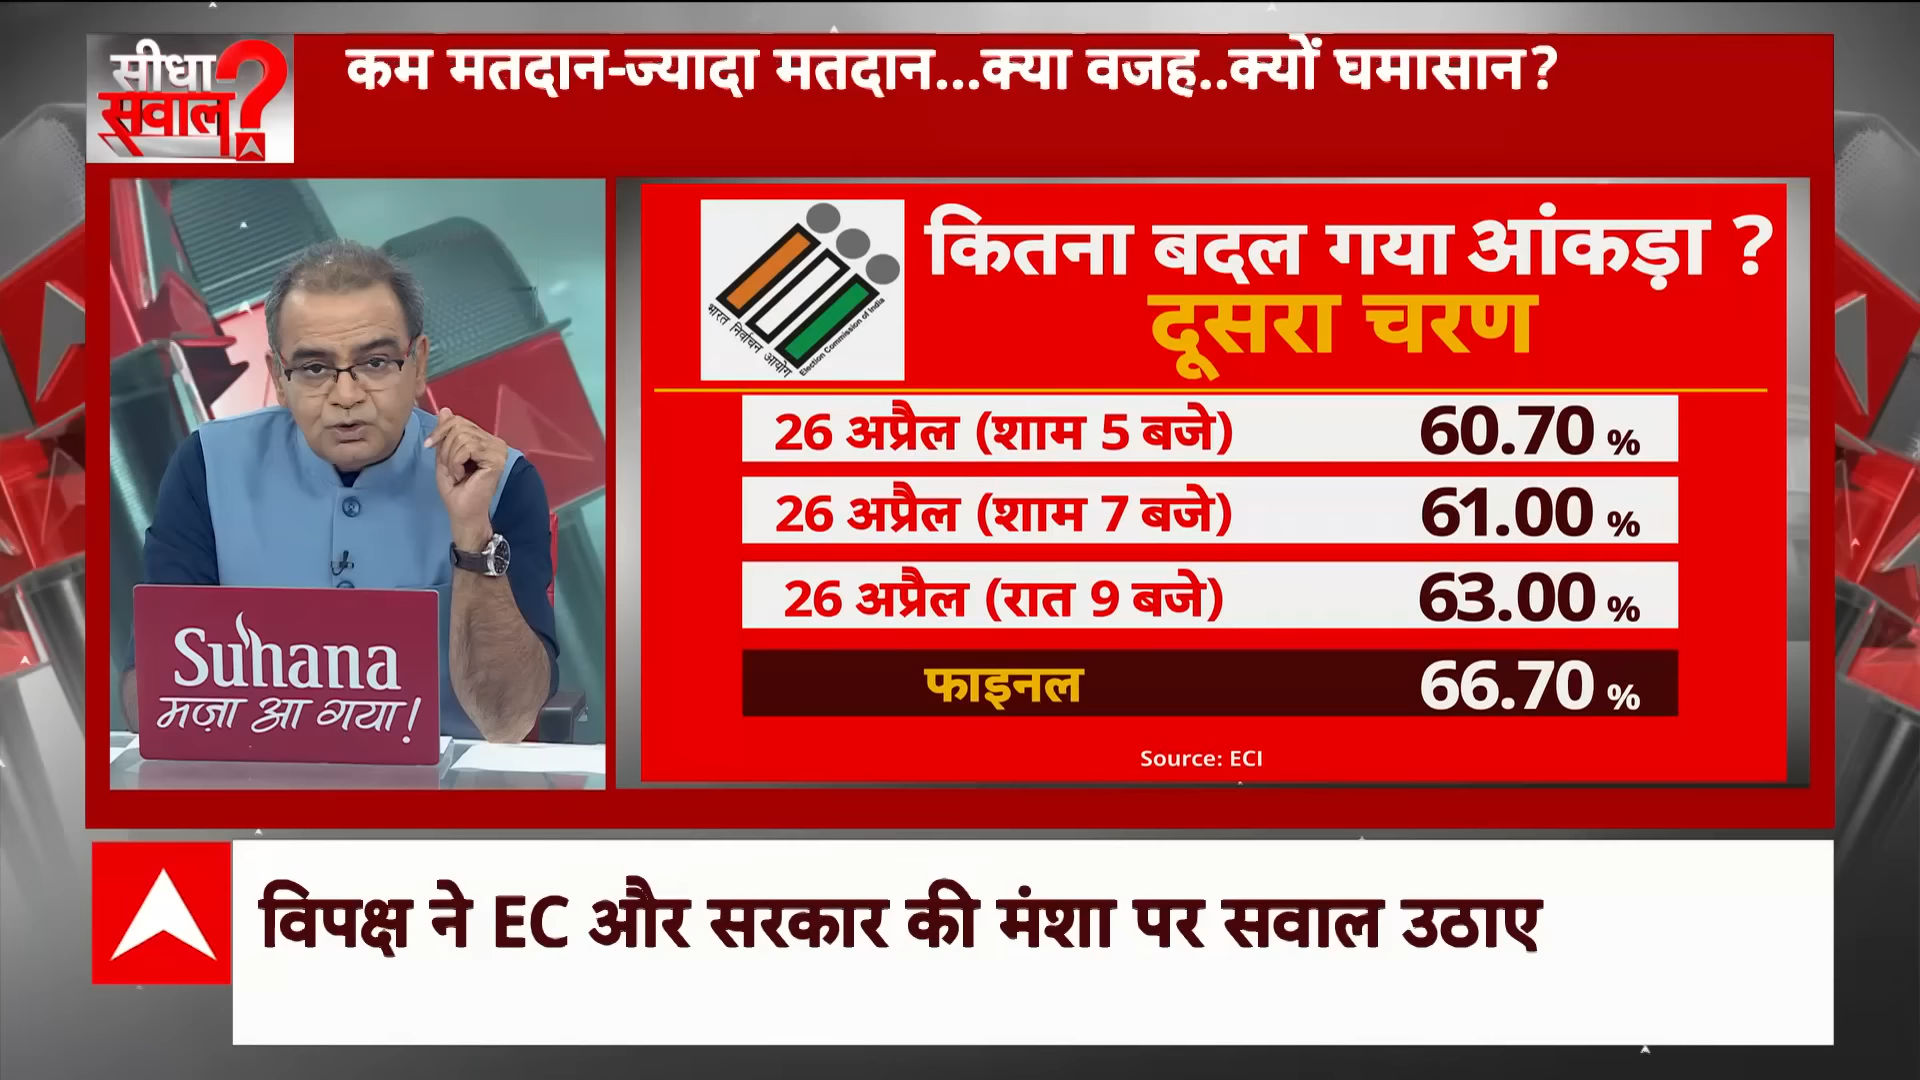 सीधा
सवाल?
कम मतदान-ज्यादा मतदान...क्या वजह..क्यों घमासान?
भारत निर्वाचन आयोग
Election Commission of India
कितना बदल गया आंकड़ा ?
दूसरा चरण
26 अप्रैल (शाम 5 बजे) 60.70 %
26 अप्रैल (शाम 7 बजे) 61.00 %
26 अप्रैल (रात 9 बजे) 63.00 %
फाइनल 66.70 %
Source: ECI
Suhana
मज़ा आ गया!
विपक्ष ने EC और सरकार की मंशा पर सवाल उठाए